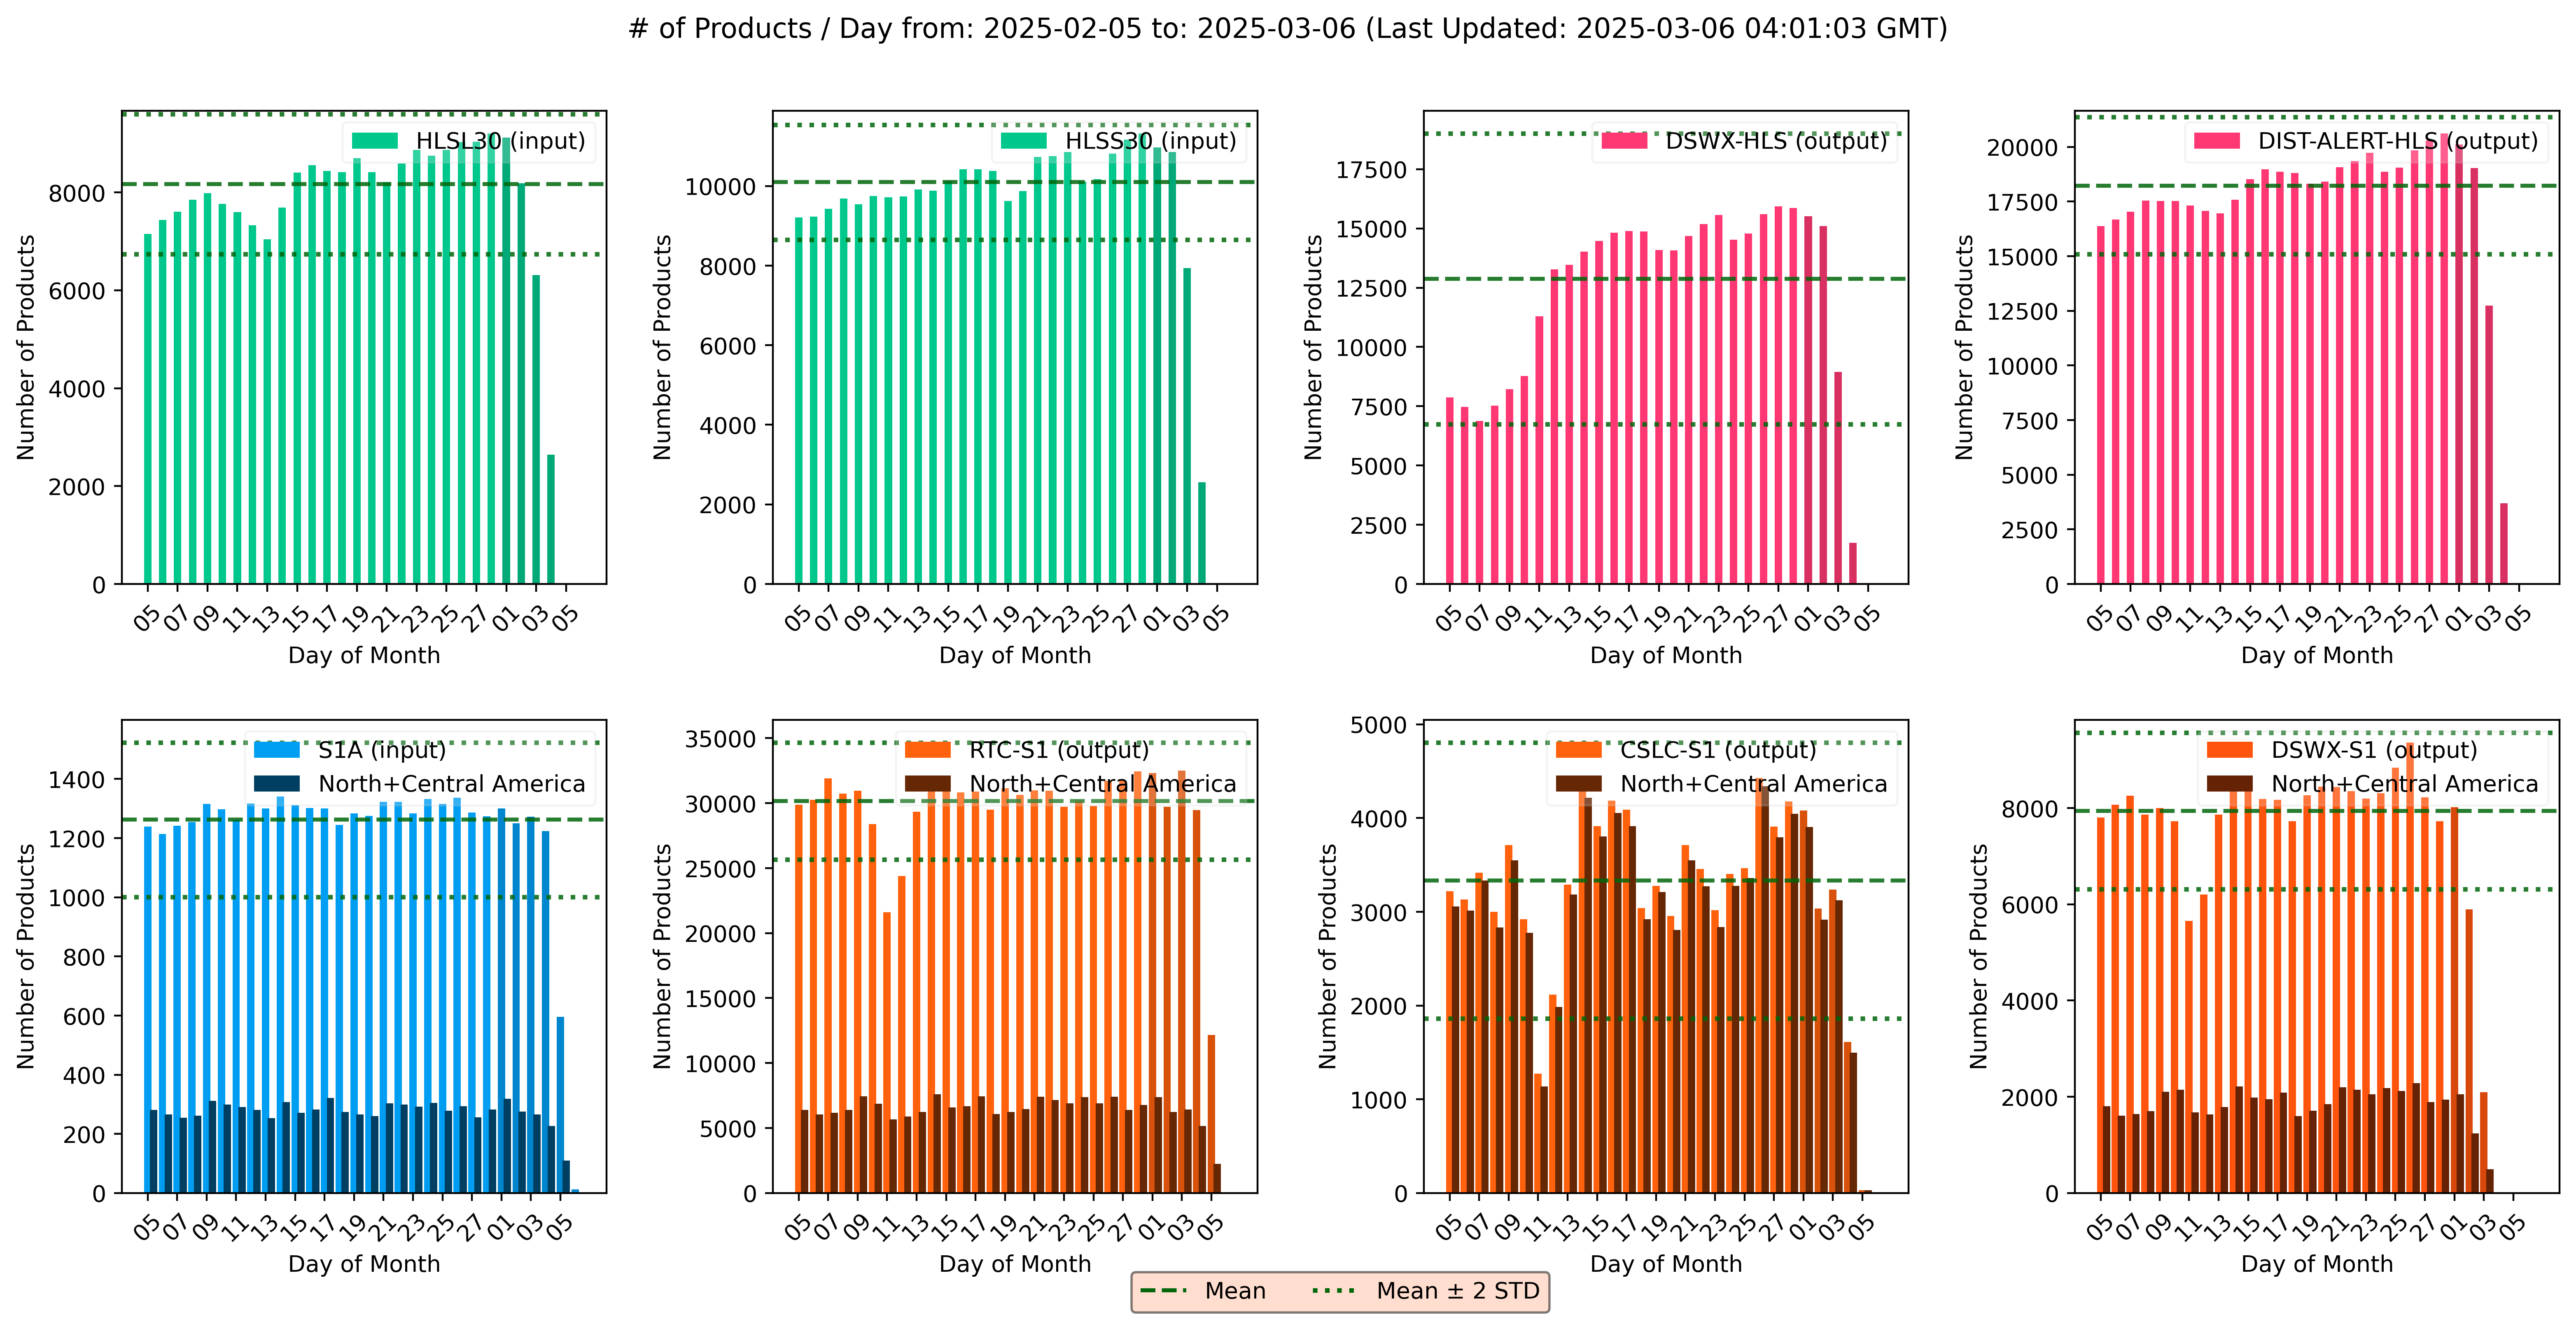 # of Products / Day from: 2025-02-05 to: 2025-03-06 (Last Updated: 2025-03-06 04:01:03 GMT)
HLSL30 (input)
Number of Products
8000
6000
4000
2000
0
05 07 09 11 13 15 17 19 21 23 25 27 01 03 05
Day of Month
HLSS30 (input)
Number of Products
10000
8000
6000
4000
2000
0
05 07 09 11 13 15 17 19 21 23 25 27 01 03 05
Day of Month
DSWX-HLS (output)
Number of Products
17500
15000
12500
10000
7500
5000
2500
0
05 07 09 11 13 15 17 19 21 23 25 27 01 03 05
Day of Month
DIST-ALERT-HLS (output)
Number of Products
20000
17500
15000
12500
10000
7500
5000
2500
0
05 07 09 11 13 15 17 19 21 23 25 27 01 03 05
Day of Month
S1A (input)
North+Central America
Number of Products
1400
1200
1000
800
600
400
200
0
05 07 09 11 13 15 17 19 21 23 25 27 01 03 05
Day of Month
RTC-S1 (output)
North+Central America
Number of Products
35000
30000
25000
20000
15000
10000
5000
0
05 07 09 11 13 15 17 19 21 23 25 27 01 03 05
Day of Month
CSLC-S1 (output)
North+Central America
Number of Products
5000
4000
3000
2000
1000
0
05 07 09 11 13 15 17 19 21 23 25 27 01 03 05
Day of Month
DSWX-S1 (output)
North+Central America
Number of Products
8000
6000
4000
2000
0
05 07 09 11 13 15 17 19 21 23 25 27 01 03 05
Day of Month
Mean
Mean ± 2 STD